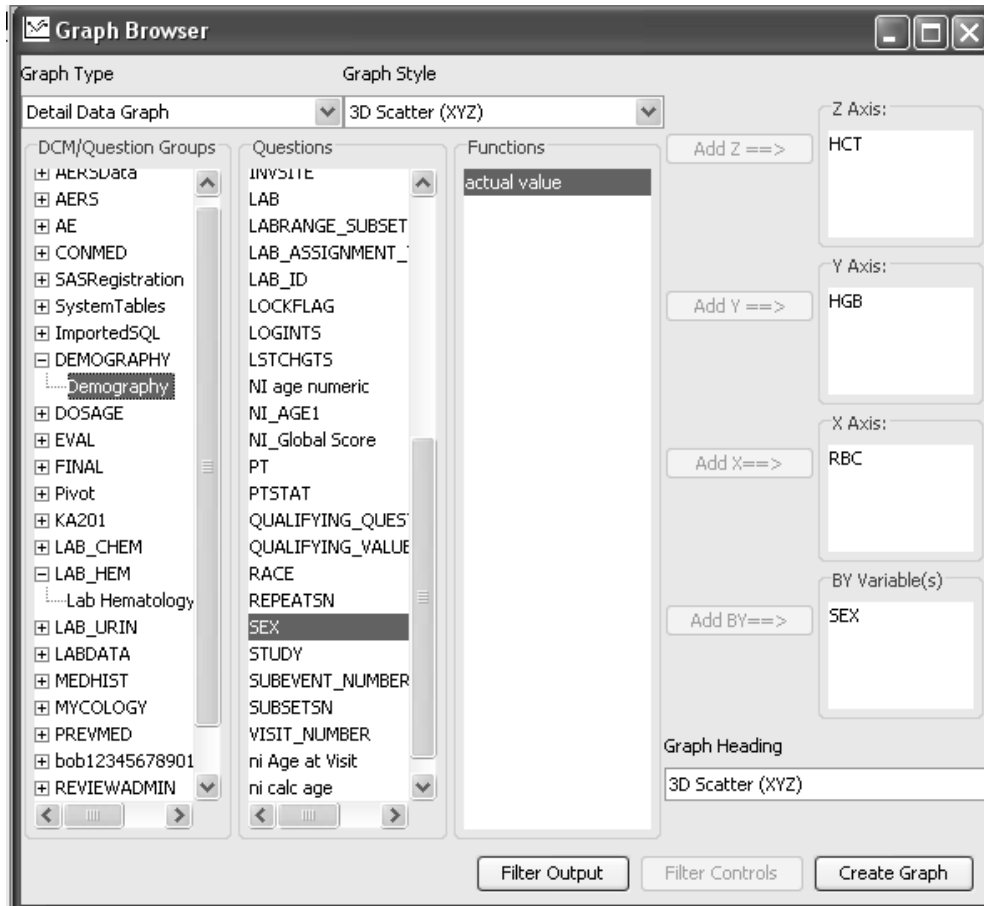 Graph Browser
Graph Type
Graph Style
Detail Data Graph
3D Scatter (XYZ)
DCM/Question Groups
AERSData
AERS
AE
CONMED
SASRegistration
SystemTables
ImportedSQL
DEMOGRAPHY
Demography
DOSAGE
EVAL
FINAL
Pivot
KA201
LAB_CHEM
LAB_HEM
Lab Hematology
LAB_URIN
LABDATA
MEDHIST
MYCOLOGY
PREVMED
bob12345678901
REVIEWADMIN
Questions
INVSITE
LAB
LABRANGE_SUBSET
LAB_ASSIGNMENT_
LAB_ID
LOCKFLAG
LOGINTS
LSTCHGTS
NI age numeric
NI_AGE1
NI_Global Score
PT
PTSTAT
QUALIFYING_QUES
QUALIFYING_VALUE
RACE
REPEATSN
SEX
STUDY
SUBEVENT_NUMBER
SUBSETSN
VISIT_NUMBER
ni Age at Visit
ni calc age
Functions
actual value
Add Z ==>
Z Axis:
HCT
Add Y ==>
Y Axis:
HGB
Add X==>
X Axis:
RBC
Add BY==>
BY Variable(s)
SEX
Graph Heading
3D Scatter (XYZ)
Filter Output
Filter Controls
Create Graph